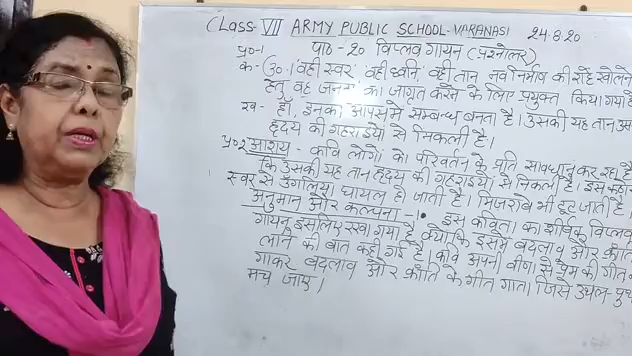 Class- VII ARMY PUBLIC SCHOOL-VARANASI 24.8.20
प्र०-1 पाठ-20 विप्लव गायन (प्रश्नोत्तर)
क- उ०.1 'वही स्वर' 'वही ध्वनि', वही तान नव निर्माण की राहें खोलने
हेतु वह जनमत का जागृत करने के लिए प्रयुक्त किया गया है
ख- हाँ, इनका आपस में सम्बन्ध बनता है। उसकी यह तान उस
हृदय की गहराइयों से निकली है।
प्र०2 आशय - कवि लोगों को परिवर्तन के प्रति सावधान कर रहा है
कि उसकी यह तान हृदय की गहराइयों से निकली है। इस
स्वर से उँगलियाँ घायल हो जाती है। मिजराबें भी टूट जाती है।
अनुमान और कल्पना -1. इस कविता का शीर्षक विप्लव
गायन इसलिए रखा गया है, क्योकि इसमें बदलाव और क्रांति
लाने की बात कही गई है। कवि अपनी वीणा से प्रेम की गीत
गाकर बदलाव और क्रांति के गीत गाता। जिसे उथल-पुथ
मच जाए।